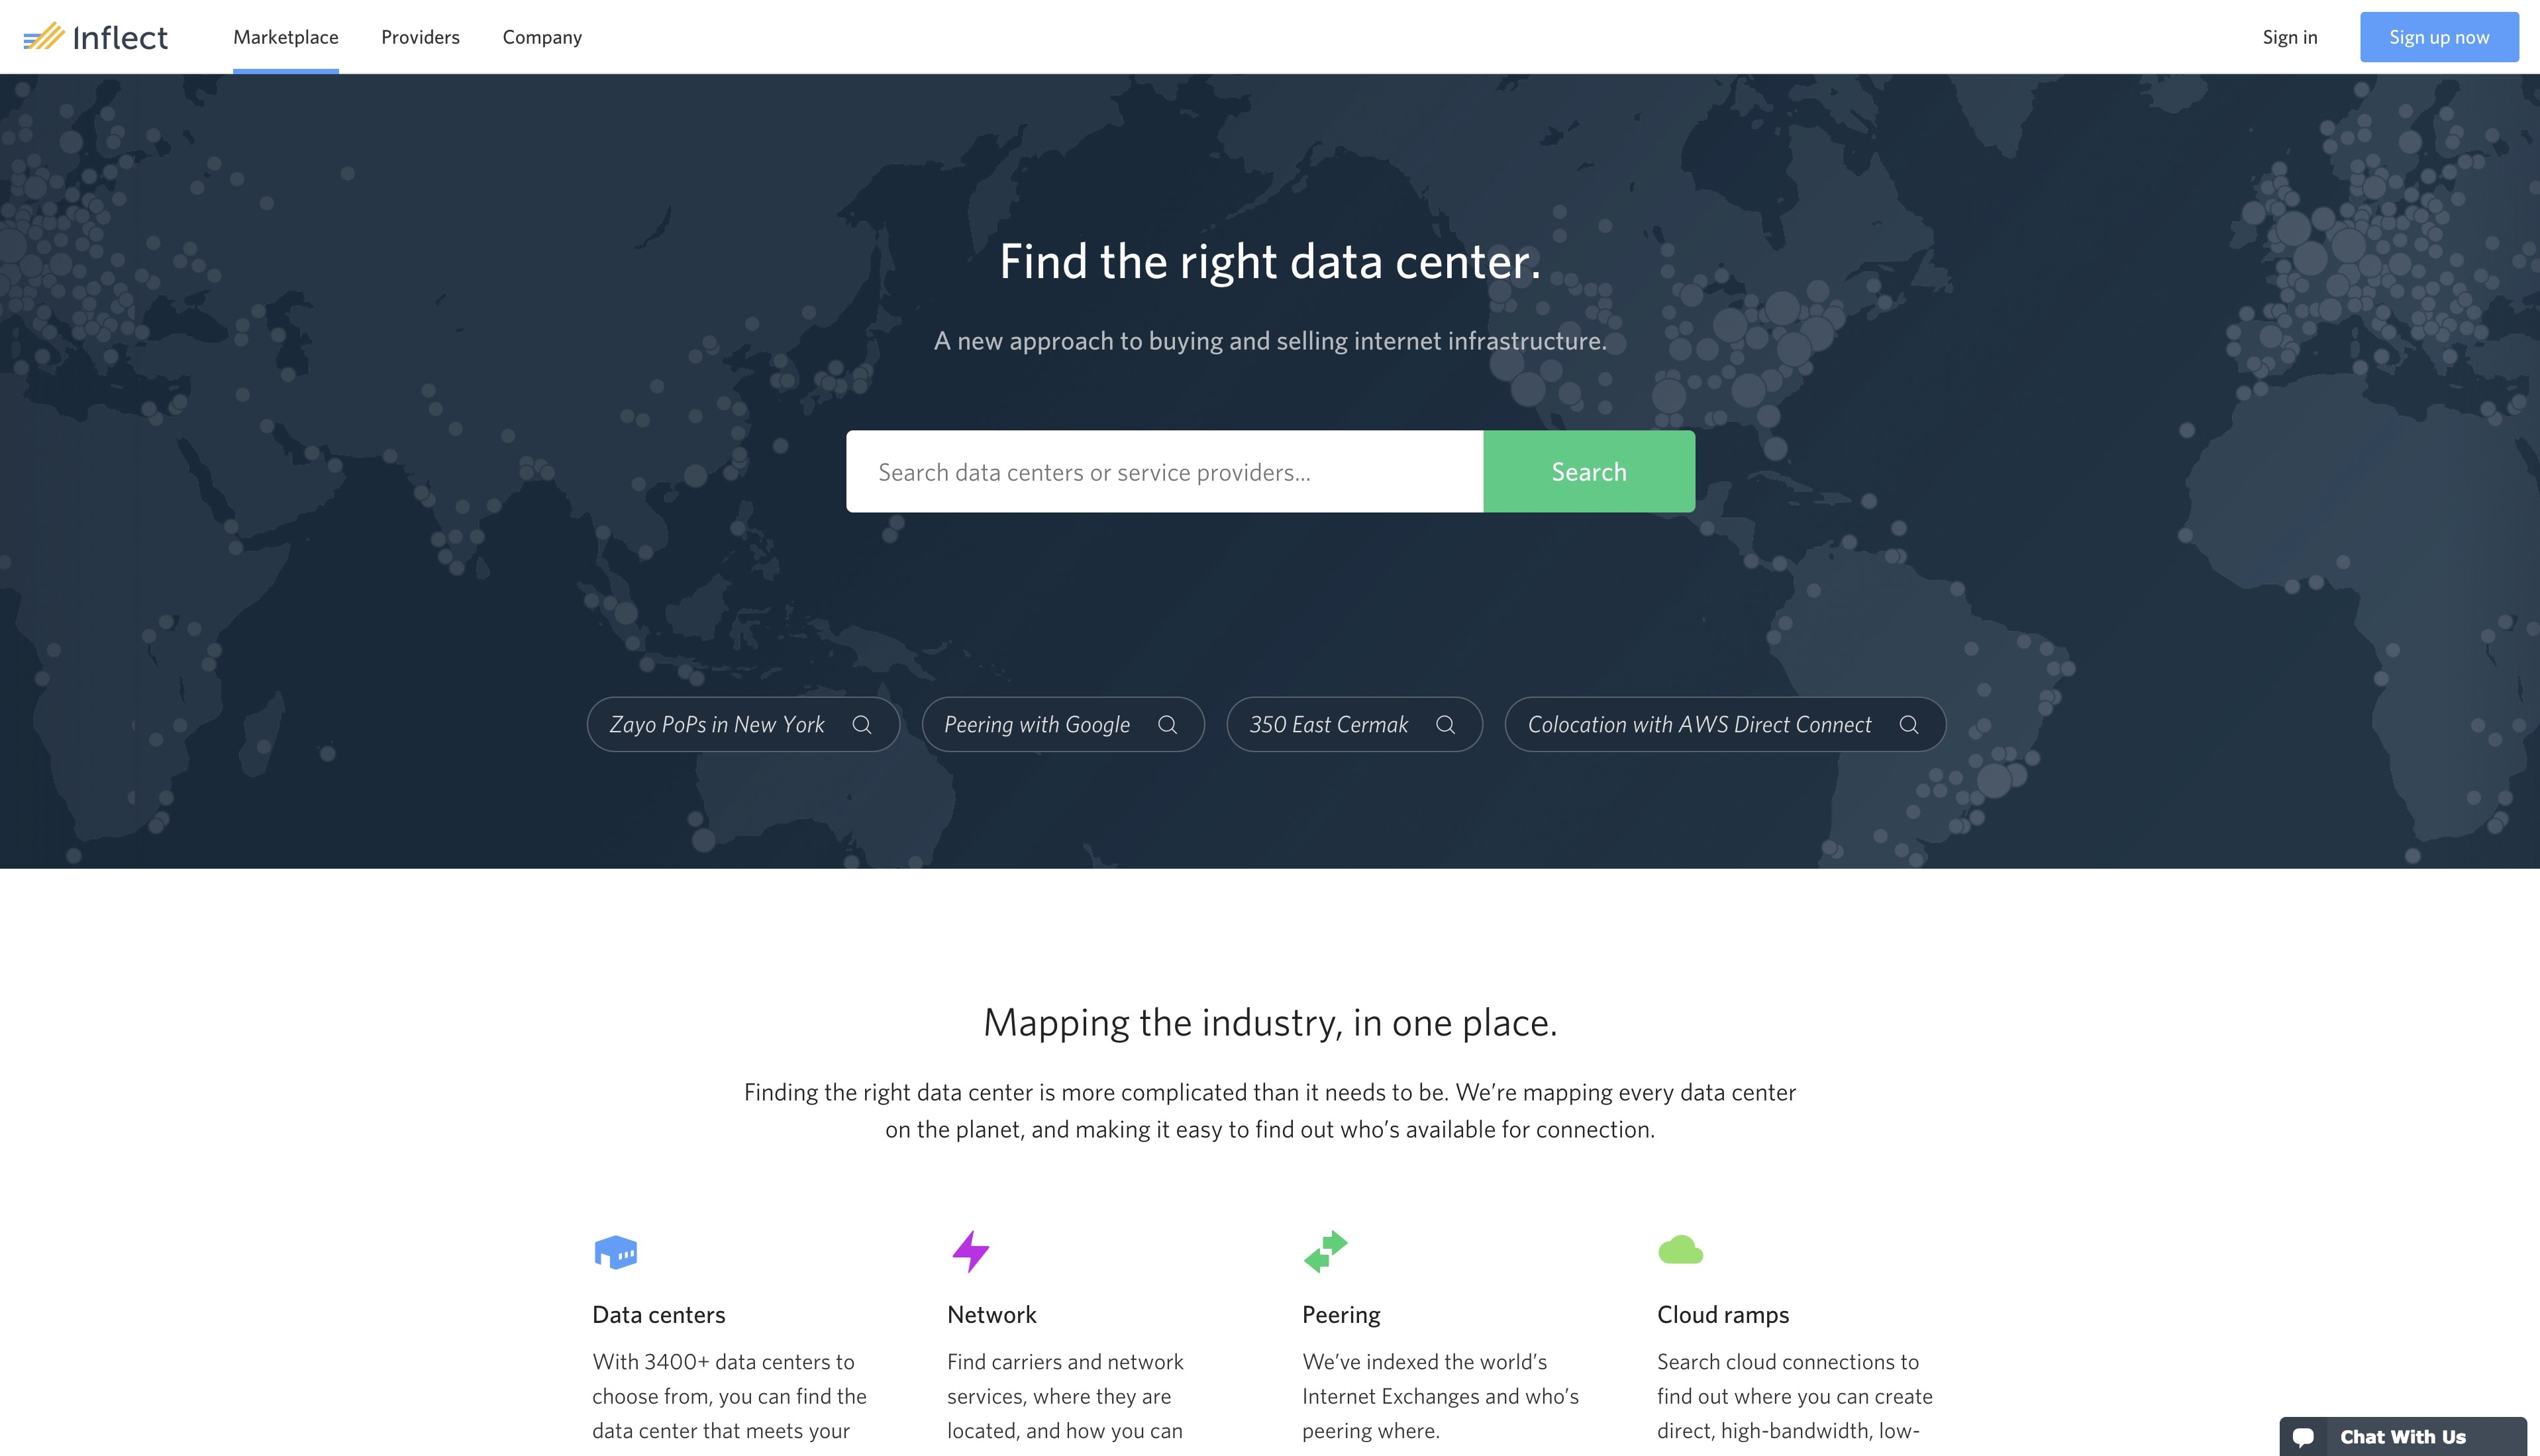 Inflect
Marketplace
Providers
Company
Sign in
Sign up now
Find the right data center.
A new approach to buying and selling internet infrastructure.
Search data centers or service providers...
Search
Zayo PoPs in New York
Peering with Google
350 East Cermak
Colocation with AWS Direct Connect
Mapping the industry, in one place.
Finding the right data center is more complicated than it needs to be. We’re mapping every data center
on the planet, and making it easy to find out who’s available for connection.
Data centers
With 3400+ data centers to
choose from, you can find the
data center that meets your
Network
Find carriers and network
services, where they are
located, and how you can
Peering
We’ve indexed the world’s
Internet Exchanges and who’s
peering where.
Cloud ramps
Search cloud connections to
find out where you can create
direct, high-bandwidth, low-
Chat With Us